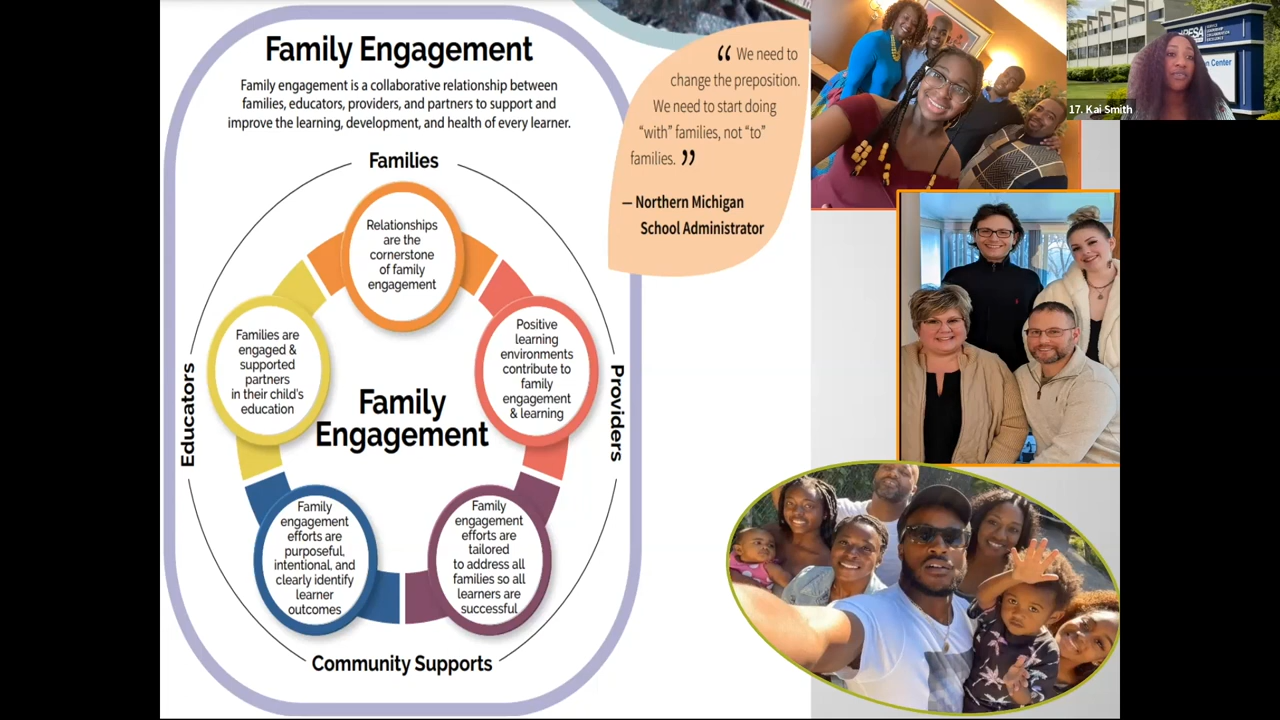 Family Engagement
Family engagement is a collaborative relationship between
families, educators, providers, and partners to support and
improve the learning, development, and health of every learner.
Families
Relationships
are the
cornerstone
of family
engagement
Positive
learning
environments
contribute to
family
engagement
& learning
Family
engagement
efforts are
tailored
to address all
families so all
learners are
successful
Family
engagement
efforts are
purposeful,
intentional, and
clearly identify
learner
outcomes
Families are
engaged &
supported
partners
in their child's
education
Family
Engagement
Educators
Providers
Community Supports
“ We need to
change the preposition.
We need to start doing
“with” families, not “to”
families. ”
— Northern Michigan
School Administrator
17. Kai Smith